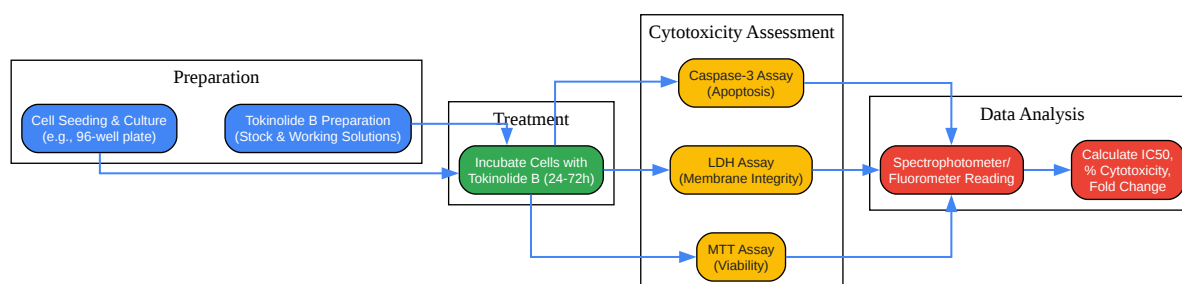 Preparation
Cell Seeding & Culture
(e.g., 96-well plate)
Tokinolide B Preparation
(Stock & Working Solutions)
Treatment
Incubate Cells with
Tokinolide B (24-72h)
Cytotoxicity Assessment
Caspase-3 Assay
(Apoptosis)
LDH Assay
(Membrane Integrity)
MTT Assay
(Viability)
Data Analysis
Spectrophotometer/
Fluorometer Reading
Calculate IC50,
% Cytotoxicity,
Fold Change